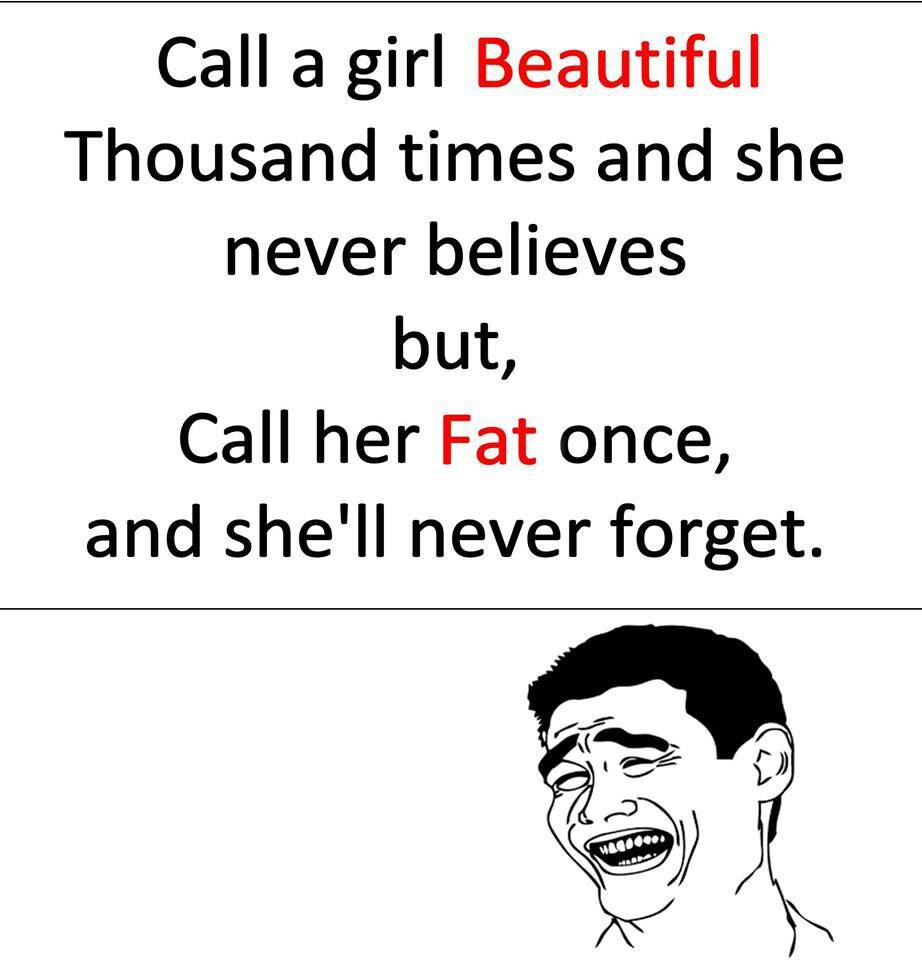 Call a girl Beautiful
Thousand times and she
never believes
but,
Call her Fat once,
and she'll never forget.